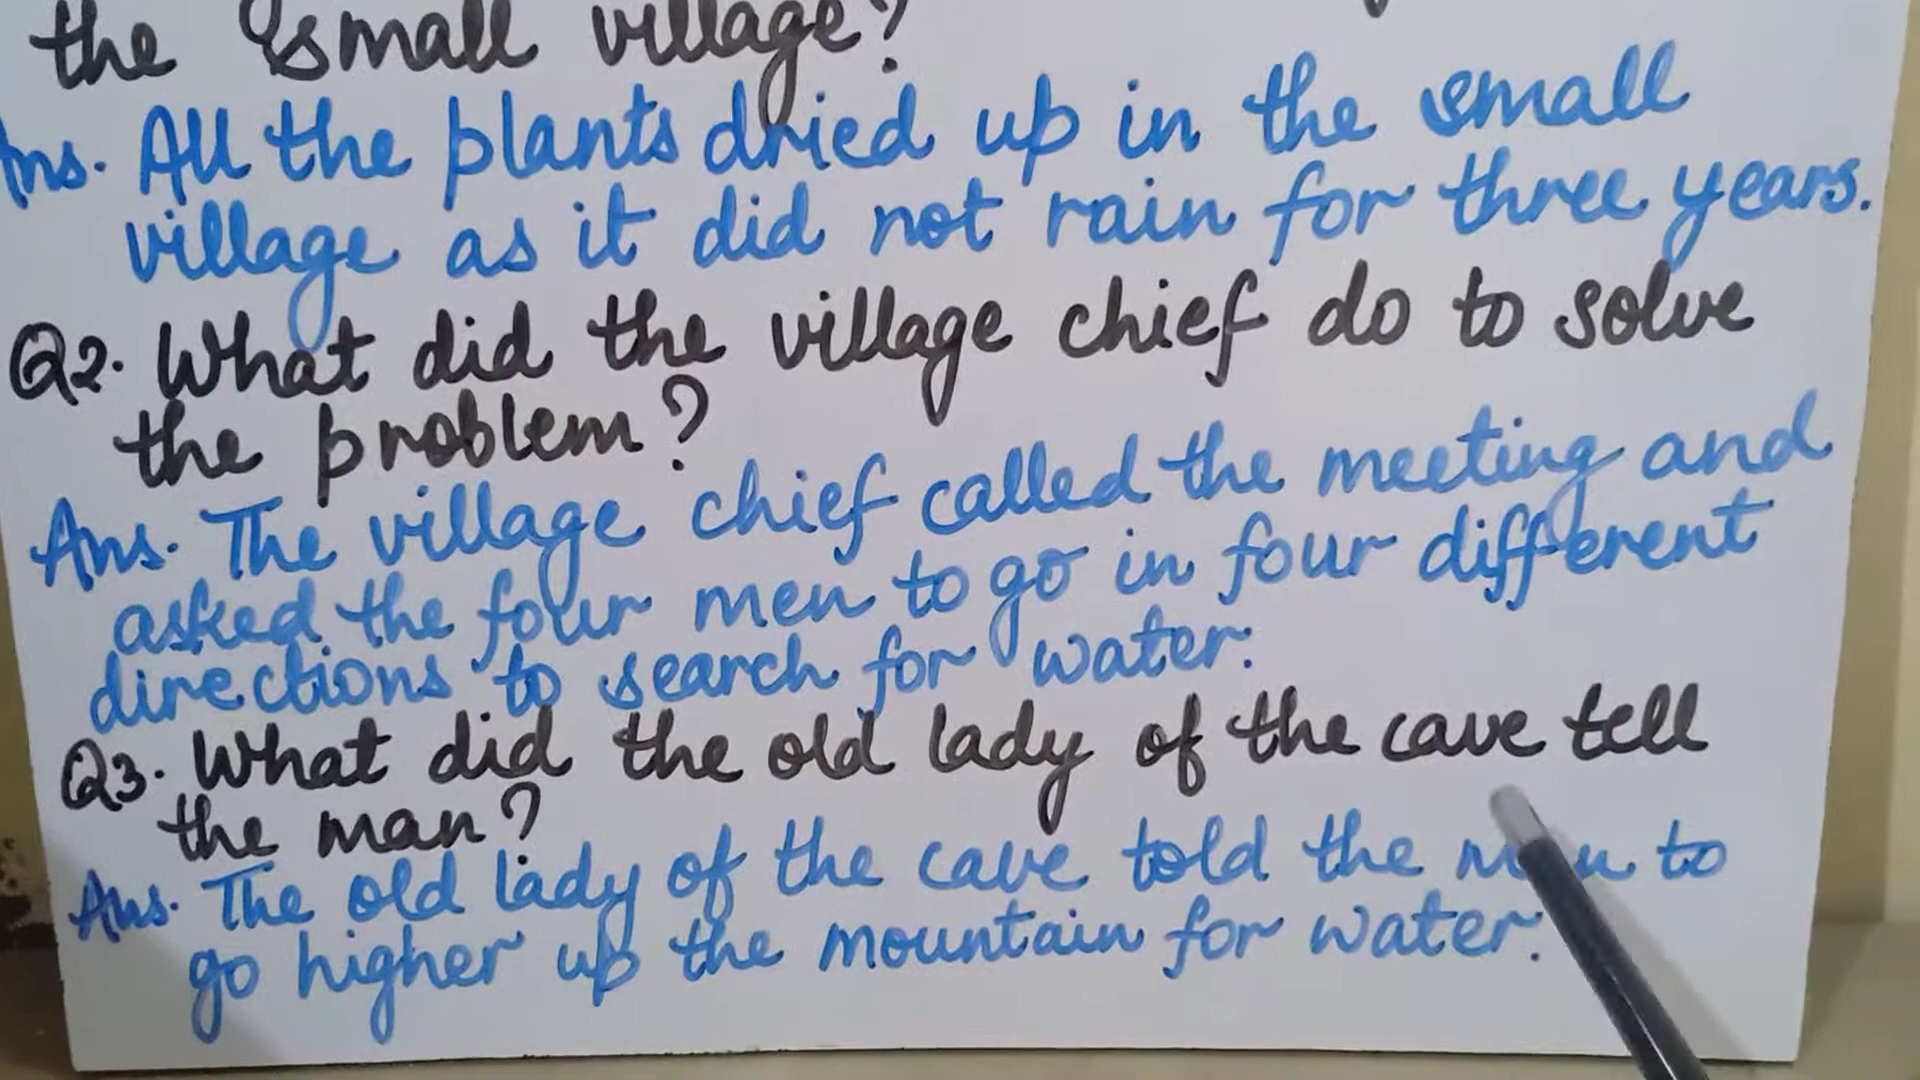 the small village?
Ans. All the plants dried up in the small
village as it did not rain for three years.
Q2. What did the village chief do to solve
the problem?
Ans. The village chief called the meeting and
asked the four men to go in four different
directions to search for water.
Q3. What did the old lady of the cave tell
the man?
Ans. The old lady of the cave told the to
go higher up the mountain for water.